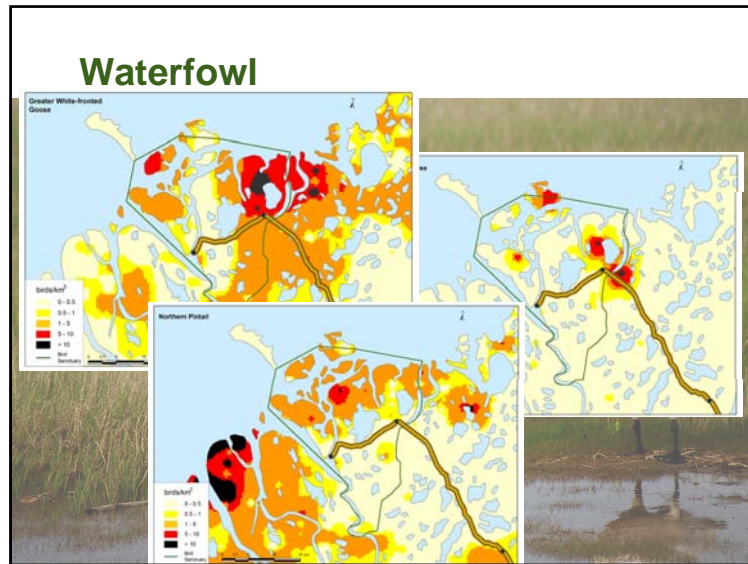 Waterfowl
Greater White-fronted
Goose
birds/km²
0 - 0.5
0.5 - 1
1 - 5
5 - 10
> 10
Bird
Sanctuary
Northern Pintail
birds/km²
0 - 0.5
0.5 - 1
1 - 5
5 - 10
> 10
Bird
Sanctuary